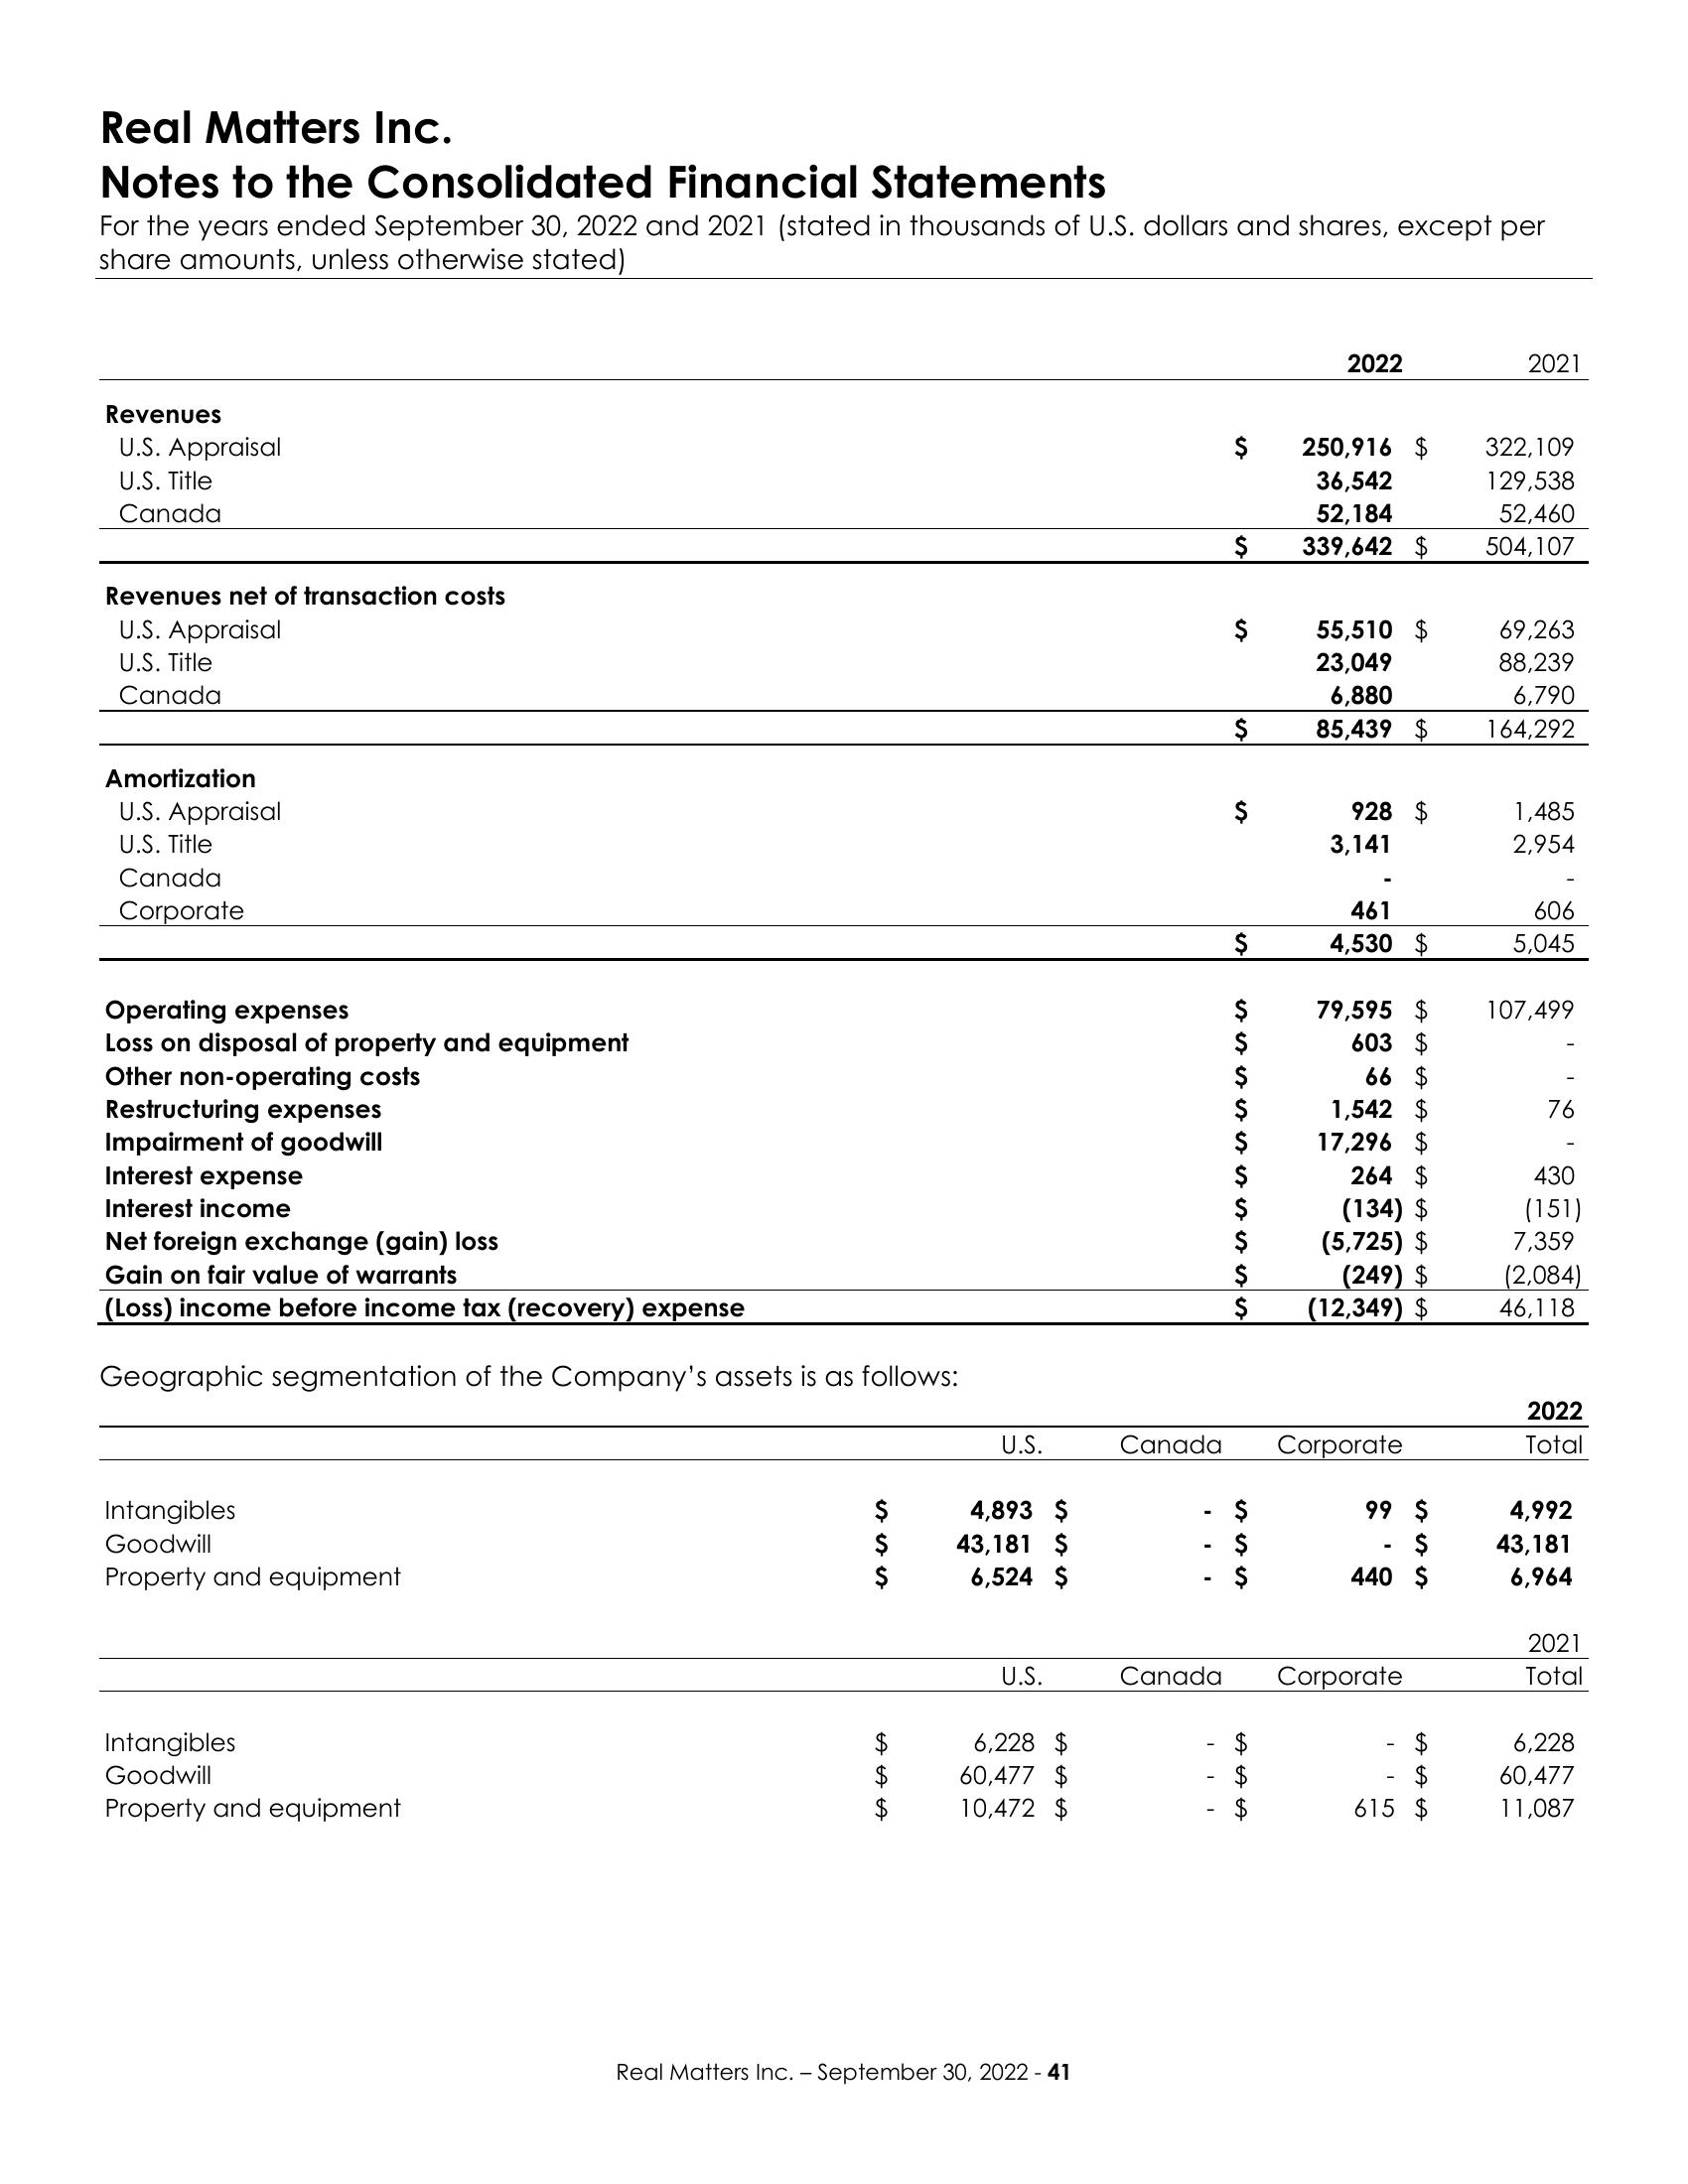 Real Matters Inc.
Notes to the Consolidated Financial Statements
For the years ended September 30, 2022 and 2021 (stated in thousands of U.S. dollars and shares, except per
share amounts, unless otherwise stated)
2022 2021
Revenues
U.S. Appraisal $ 250,916 $ 322,109
U.S. Title 36,542 129,538
Canada 52,184 52,460
$ 339,642 $ 504,107
Revenues net of transaction costs
U.S. Appraisal $ 55,510 $ 69,263
U.S. Title 23,049 88,239
Canada 6,880 6,790
$ 85,439 $ 164,292
Amortization
U.S. Appraisal $ 928 $ 1,485
U.S. Title 3,141 2,954
Canada - -
Corporate 461 606
$ 4,530 $ 5,045
Operating expenses $ 79,595 $ 107,499
Loss on disposal of property and equipment $ 603 $ -
Other non-operating costs $ 66 $ -
Restructuring expenses $ 1,542 $ 76
Impairment of goodwill $ 17,296 $ -
Interest expense $ 264 $ 430
Interest income $ (134) $ (151)
Net foreign exchange (gain) loss $ (5,725) $ 7,359
Gain on fair value of warrants $ (249) $ (2,084)
(Loss) income before income tax (recovery) expense $ (12,349) $ 46,118
Geographic segmentation of the Company’s assets is as follows:
2022
U.S. Canada Corporate Total
Intangibles $ 4,893 $ - $ 99 $ 4,992
Goodwill $ 43,181 $ - $ - $ 43,181
Property and equipment $ 6,524 $ - $ 440 $ 6,964
2021
U.S. Canada Corporate Total
Intangibles $ 6,228 $ - $ - $ 6,228
Goodwill $ 60,477 $ - $ - $ 60,477
Property and equipment $ 10,472 $ - $ 615 $ 11,087
Real Matters Inc. – September 30, 2022 - 41